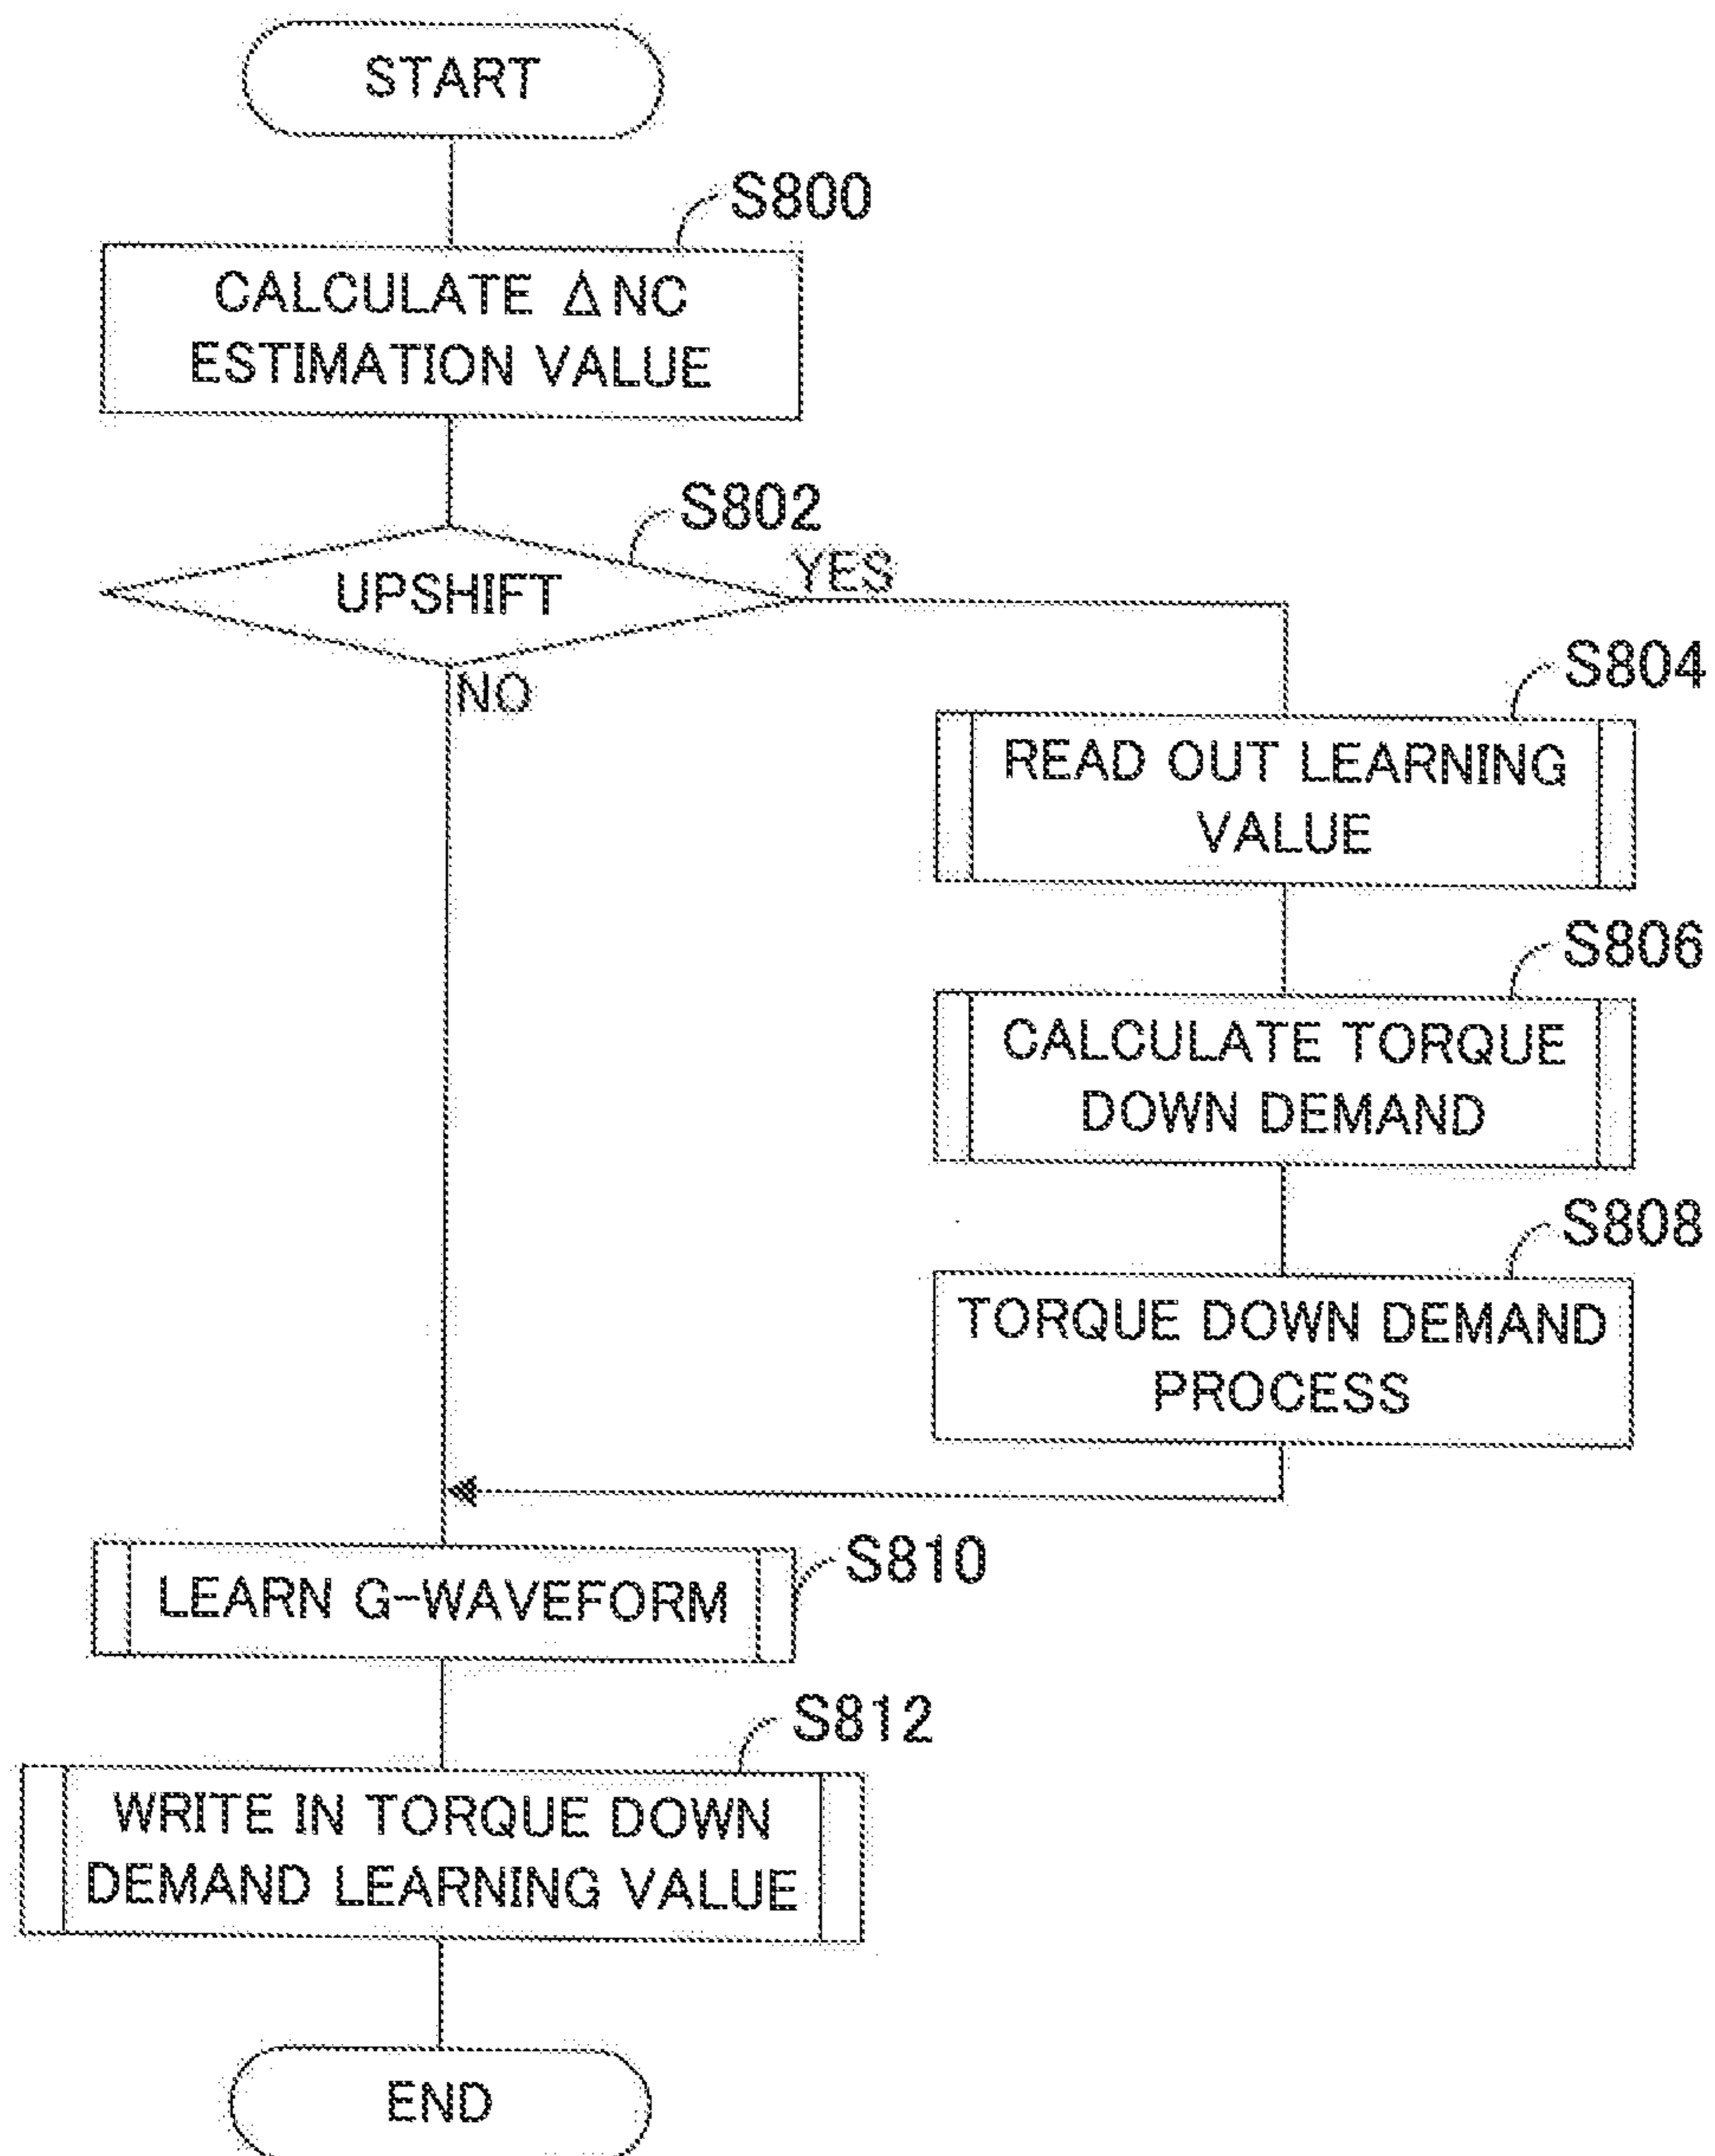 START
S800
CALCULATE ΔNC
ESTIMATION VALUE
S802
UPSHIFT
YES
NO
S804
READ OUT LEARNING
VALUE
S806
CALCULATE TORQUE
DOWN DEMAND
S808
TORQUE DOWN DEMAND
PROCESS
S810
LEARN G-WAVEFORM
S812
WRITE IN TORQUE DOWN
DEMAND LEARNING VALUE
END